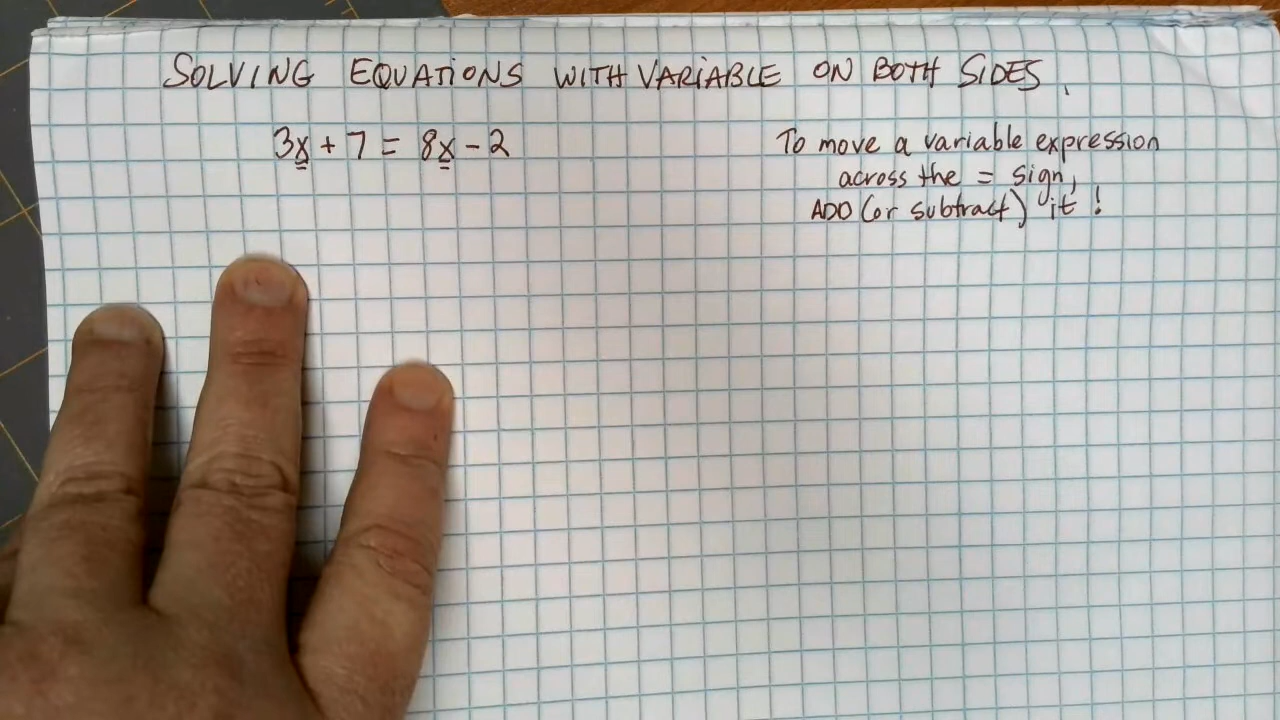 SOLVING EQUATIONS WITH VARIABLE ON BOTH SIDES.
3x + 7 = 8x - 2
To move a variable expression
across the = sign,
ADD (or subtract) it!